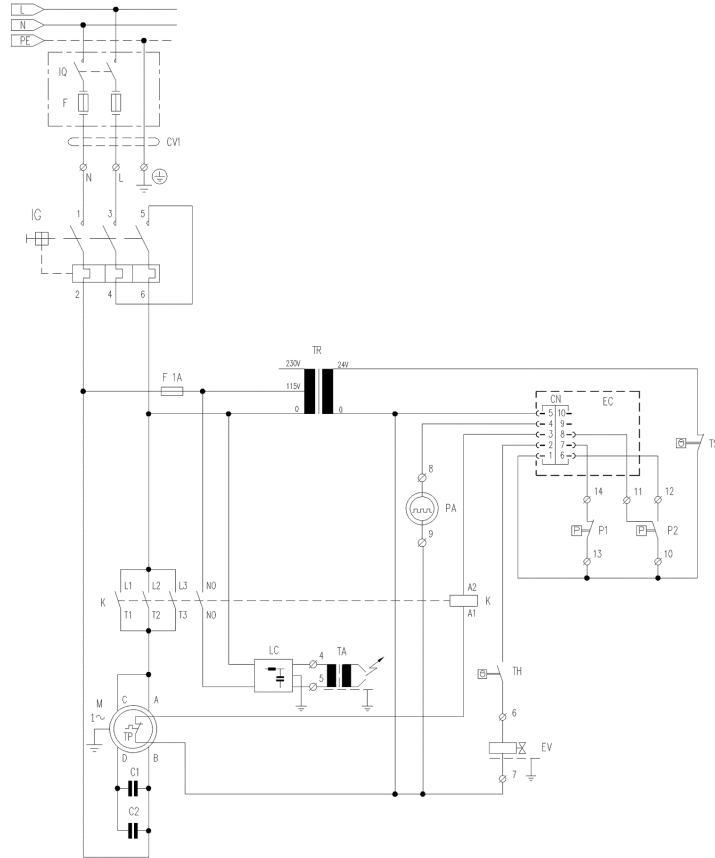 L
N
PE
IQ
F
CV1
N
L
IG
1
3
5
2
4
6
TR
230V
24V
F 1A
115V
0
0
CN
EC
5 10
4 9
3 8
2 7
1 6
8
PA
9
14
11
12
P
P1
P
P2
13
10
L1
L2
L3
NO
K
T1
T2
T3
NO
A2
K
A1
LC
4
TA
5
TH
6
M
1~
C
A
TP
D
B
EV
7
C1
C2